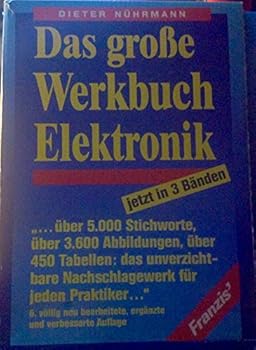 DIETER NÜHRMANN
Das große
Werkbuch
Elektronik
jetzt in 3 Bänden
„... über 5.000 Stichworte,
über 3.600 Abbildungen, über
450 Tabellen: das unverzicht-
bare Nachschlagewerk für
jeden Praktiker..."
6. völlig neu bearbeitete, ergänzte
und verbesserte Auflage
Franzis'